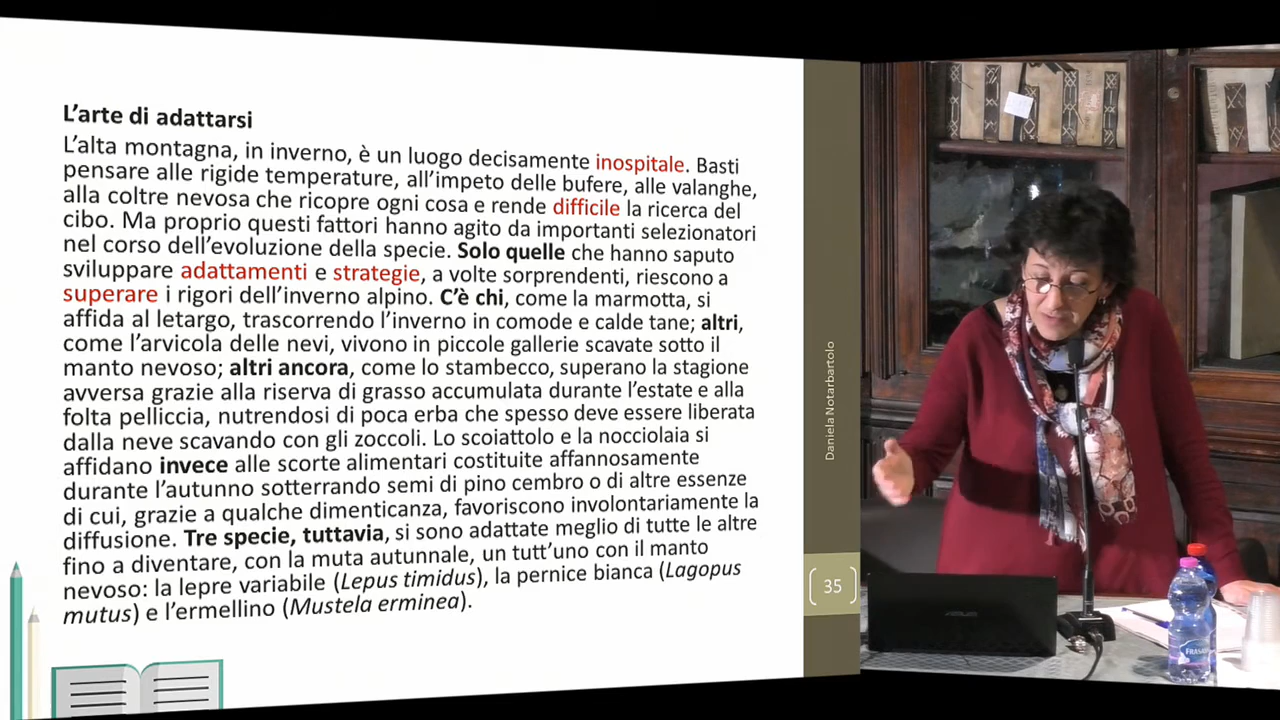 L'arte di adattarsi
L'alta montagna, in inverno, è un luogo decisamente inospitale. Basti
pensare alle rigide temperature, all'impeto delle bufere, alle valanghe,
alla coltre nevosa che ricopre ogni cosa e rende difficile la ricerca del
cibo. Ma proprio questi fattori hanno agito da importanti selezionatori
nel corso dell'evoluzione della specie. Solo quelle che hanno saputo
sviluppare adattamenti e strategie, a volte sorprendenti, riescono a
superare i rigori dell'inverno alpino. C'è chi, come la marmotta, si
affida al letargo, trascorrendo l'inverno in comode e calde tane; altri,
come l'arvicola delle nevi, vivono in piccole gallerie scavate sotto il
manto nevoso; altri ancora, come lo stambecco, superano la stagione
avversa grazie alla riserva di grasso accumulata durante l'estate e alla
folta pelliccia, nutrendosi di poca erba che spesso deve essere liberata
dalla neve scavando con gli zoccoli. Lo scoiattolo e la nocciolaia si
affidano invece alle scorte alimentari costituite affannosamente
durante l'autunno sotterrando semi di pino cembro o di altre essenze
di cui, grazie a qualche dimenticanza, favoriscono involontariamente la
diffusione. Tre specie, tuttavia, si sono adattate meglio di tutte le altre
fino a diventare, con la muta autunnale, un tutt'uno con il manto
nevoso: la lepre variabile (Lepus timidus), la pernice bianca (Lagopus
mutus) e l'ermellino (Mustela erminea).
Daniela Notarbartolo
35
ASUS